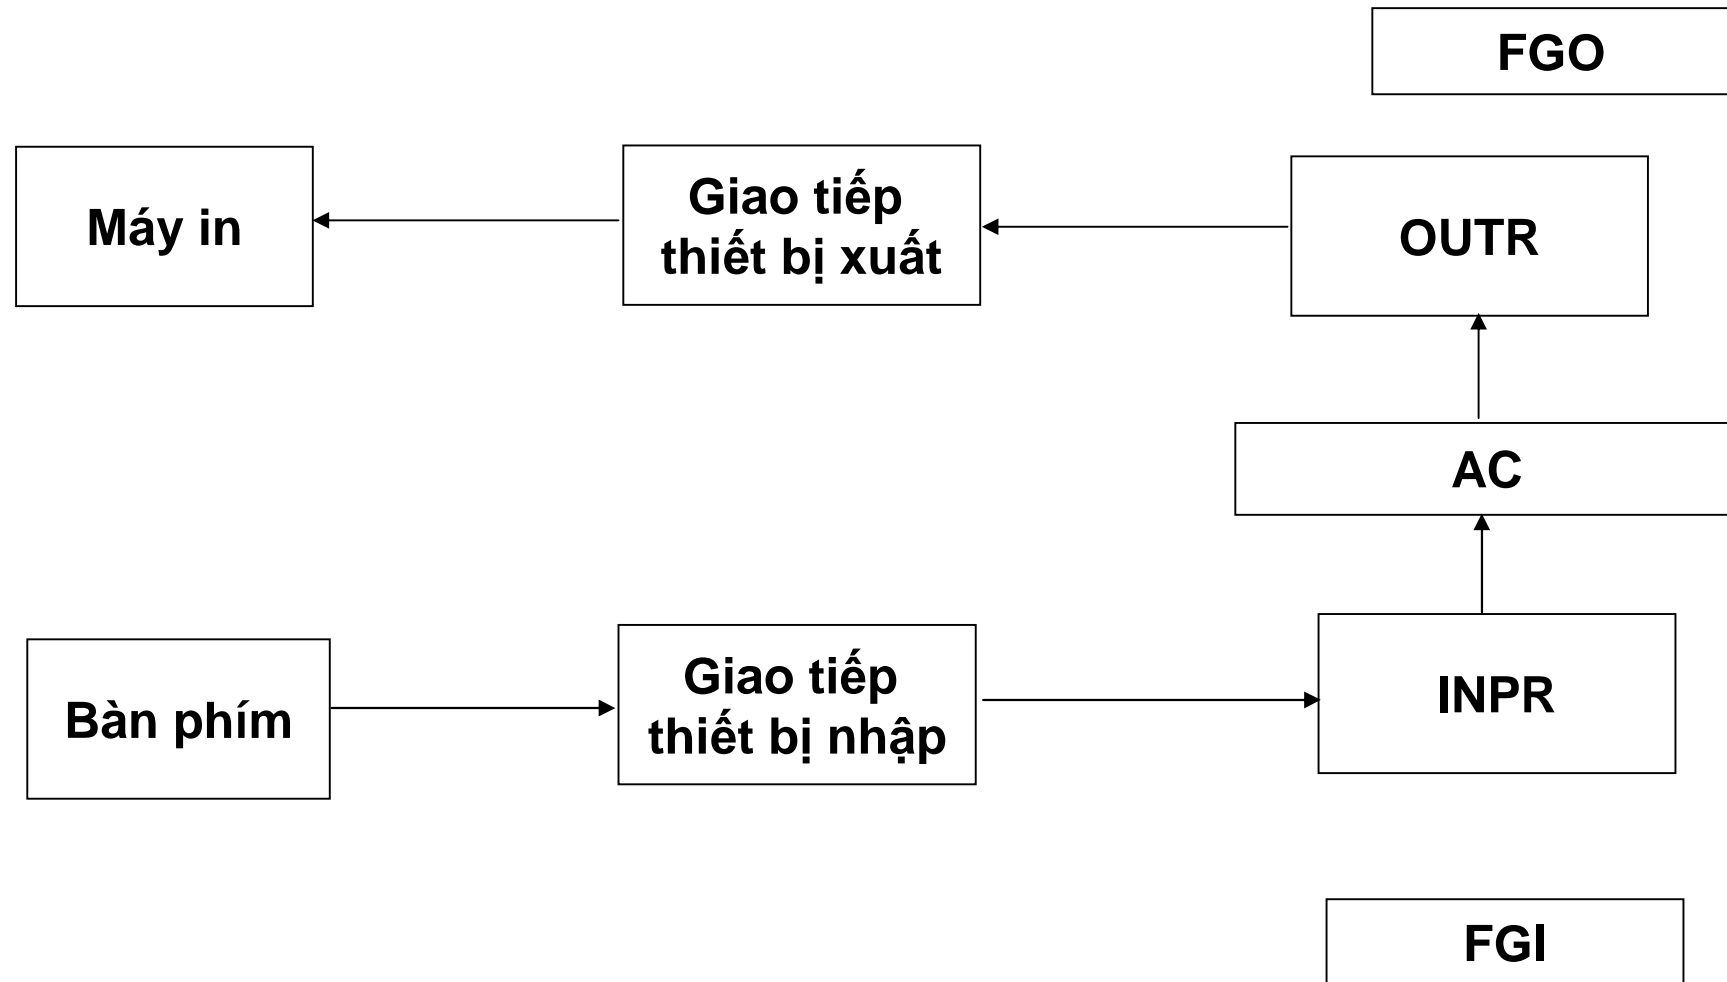 FGO
Máy in
Giao tiếp
thiết bị xuất
OUTR
AC
Bàn phím
Giao tiếp
thiết bị nhập
INPR
FGI